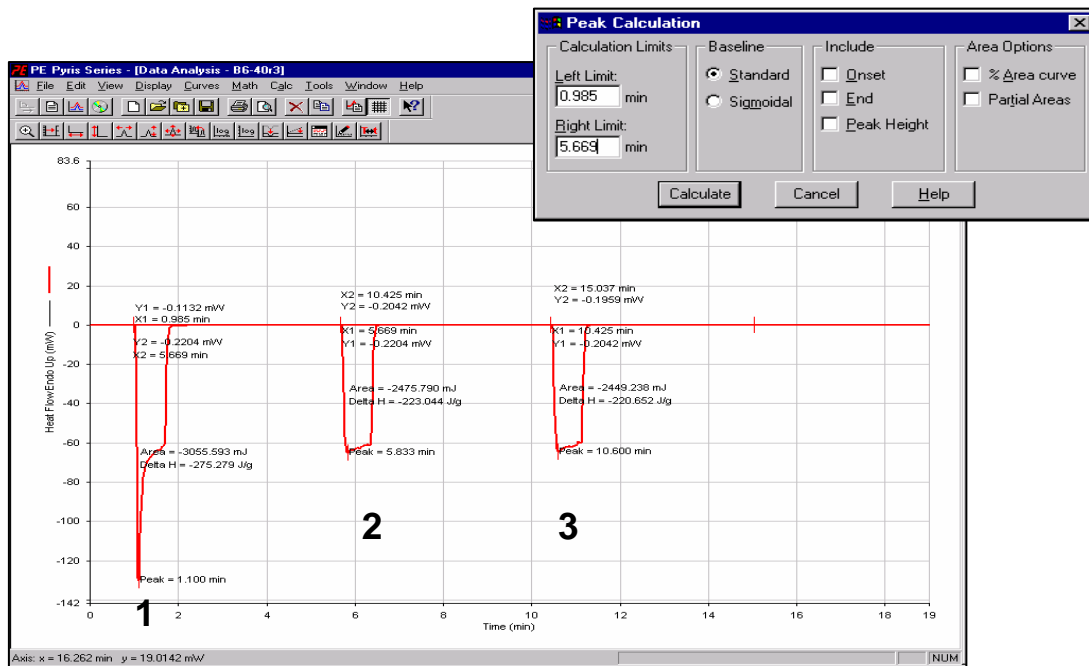 Peak Calculation
Calculation Limits
Left Limit:
0.985 min
Right Limit:
5.669 min
Baseline
Standard
Sigmoidal
Include
Onset
End
Peak Height
Area Options
% Area curve
Partial Areas
Calculate Cancel Help
PE PE Pyris Series - [Data Analysis - B6-40r3]
File Edit View Display Curves Math Calc Tools Window Help
83.6
60
40
20
0
-20
-40
-60
-80
-100
-120
-142
Heat Flow Endo Up (mW)
Y1 = -0.1132 mW
X1 = 0.985 min
Y2 = -0.2204 mW
X2 = 5.669 min
Area = -3055.593 mJ
Delta H = -275.279 J/g
Peak = 1.100 min
1
X2 = 10.425 min
Y2 = -0.2042 mW
X1 = 5.669 min
Y1 = -0.2204 mW
Area = -2475.790 mJ
Delta H = -223.044 J/g
Peak = 5.833 min
2
X2 = 15.037 min
Y2 = -0.1959 mW
X1 = 10.425 min
Y1 = -0.2042 mW
Area = -2449.238 mJ
Delta H = -220.652 J/g
Peak = 10.600 min
3
0 2 4 6 8 10 12 14 16 18 19
Time (min)
Axis: x = 16.262 min y = 19.0142 mW NUM